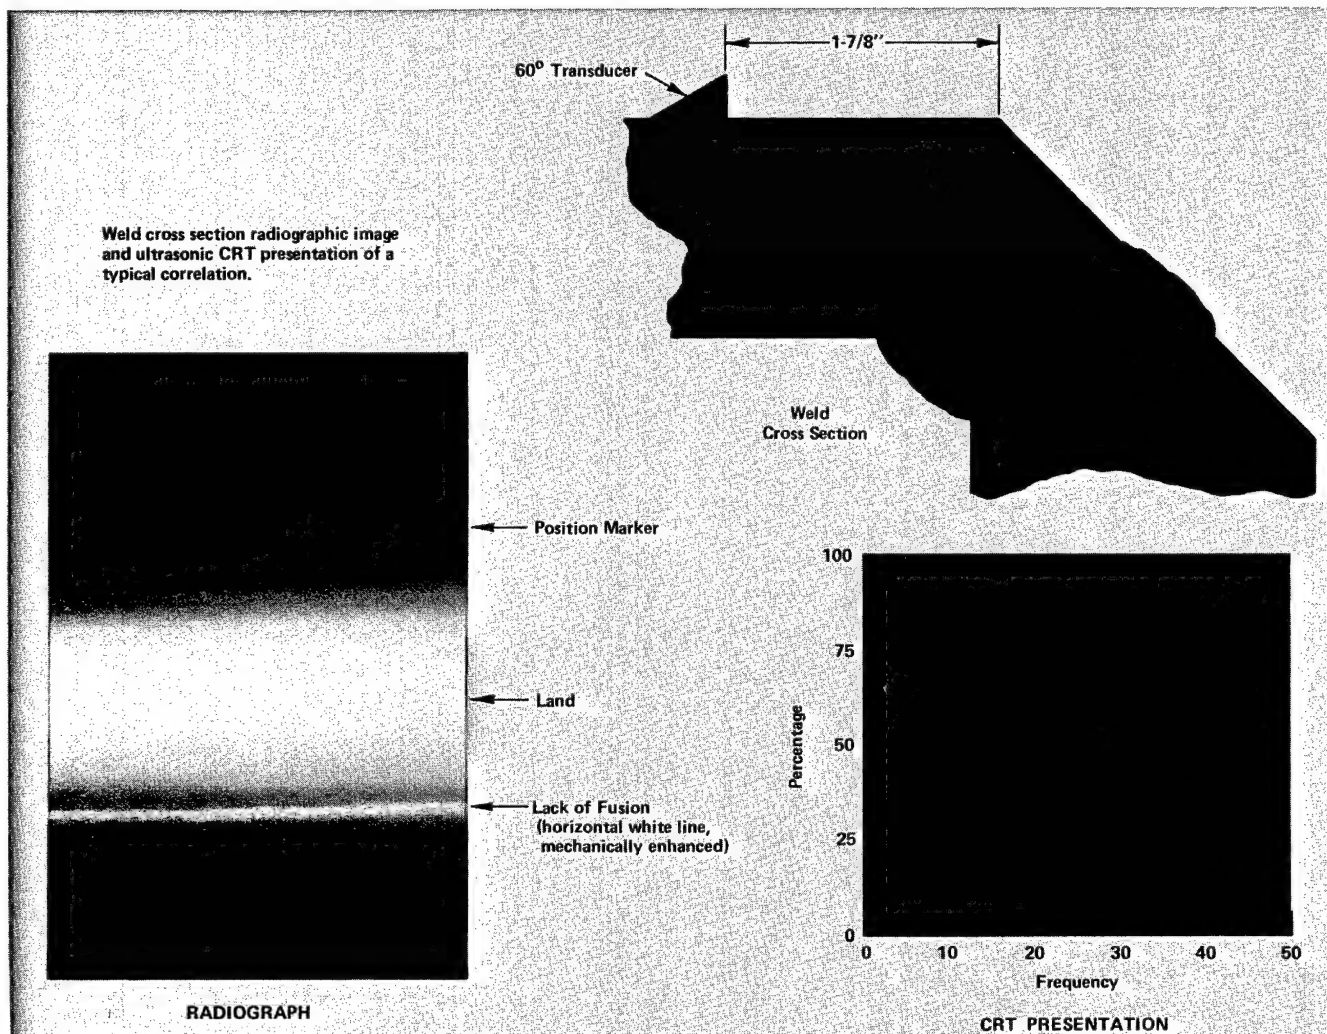 1-7/8''
60° Transducer
Weld cross section radiographic image
and ultrasonic CRT presentation of a
typical correlation.
Weld
Cross Section
Position Marker
Land
Lack of Fusion
(horizontal white line,
mechanically enhanced)
RADIOGRAPH
100
75
50
25
0
Percentage
0 10 20 30 40 50
Frequency
CRT PRESENTATION